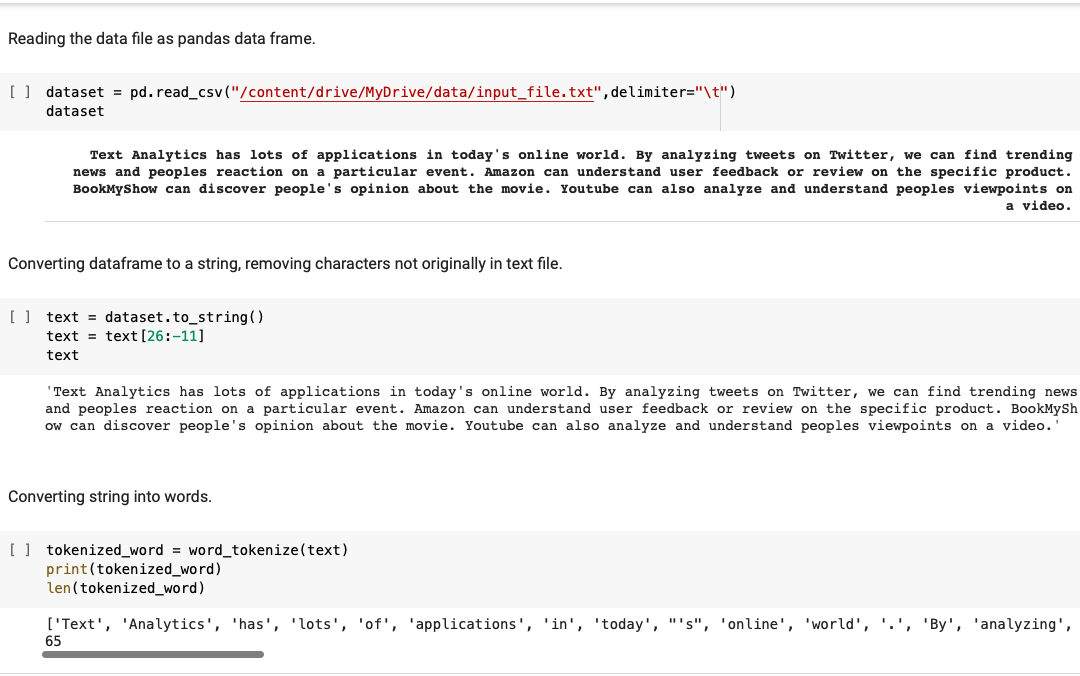 Reading the data file as pandas data frame.
[ ] dataset = pd.read_csv("/content/drive/MyDrive/data/input_file.txt",delimiter="\t")
dataset
Text Analytics has lots of applications in today's online world. By analyzing tweets on Twitter, we can find trending
news and peoples reaction on a particular event. Amazon can understand user feedback or review on the specific product.
BookMyShow can discover people's opinion about the movie. Youtube can also analyze and understand peoples viewpoints on
a video.
Converting dataframe to a string, removing characters not originally in text file.
[ ] text = dataset.to_string()
text = text[26:-11]
text
'Text Analytics has lots of applications in today's online world. By analyzing tweets on Twitter, we can find trending news
and peoples reaction on a particular event. Amazon can understand user feedback or review on the specific product. BookMySh
ow can discover people's opinion about the movie. Youtube can also analyze and understand peoples viewpoints on a video.'
Converting string into words.
[ ] tokenized_word = word_tokenize(text)
print(tokenized_word)
len(tokenized_word)
['Text', 'Analytics', 'has', 'lots', 'of', 'applications', 'in', 'today', "'s", 'online', 'world', '.', 'By', 'analyzing',
65